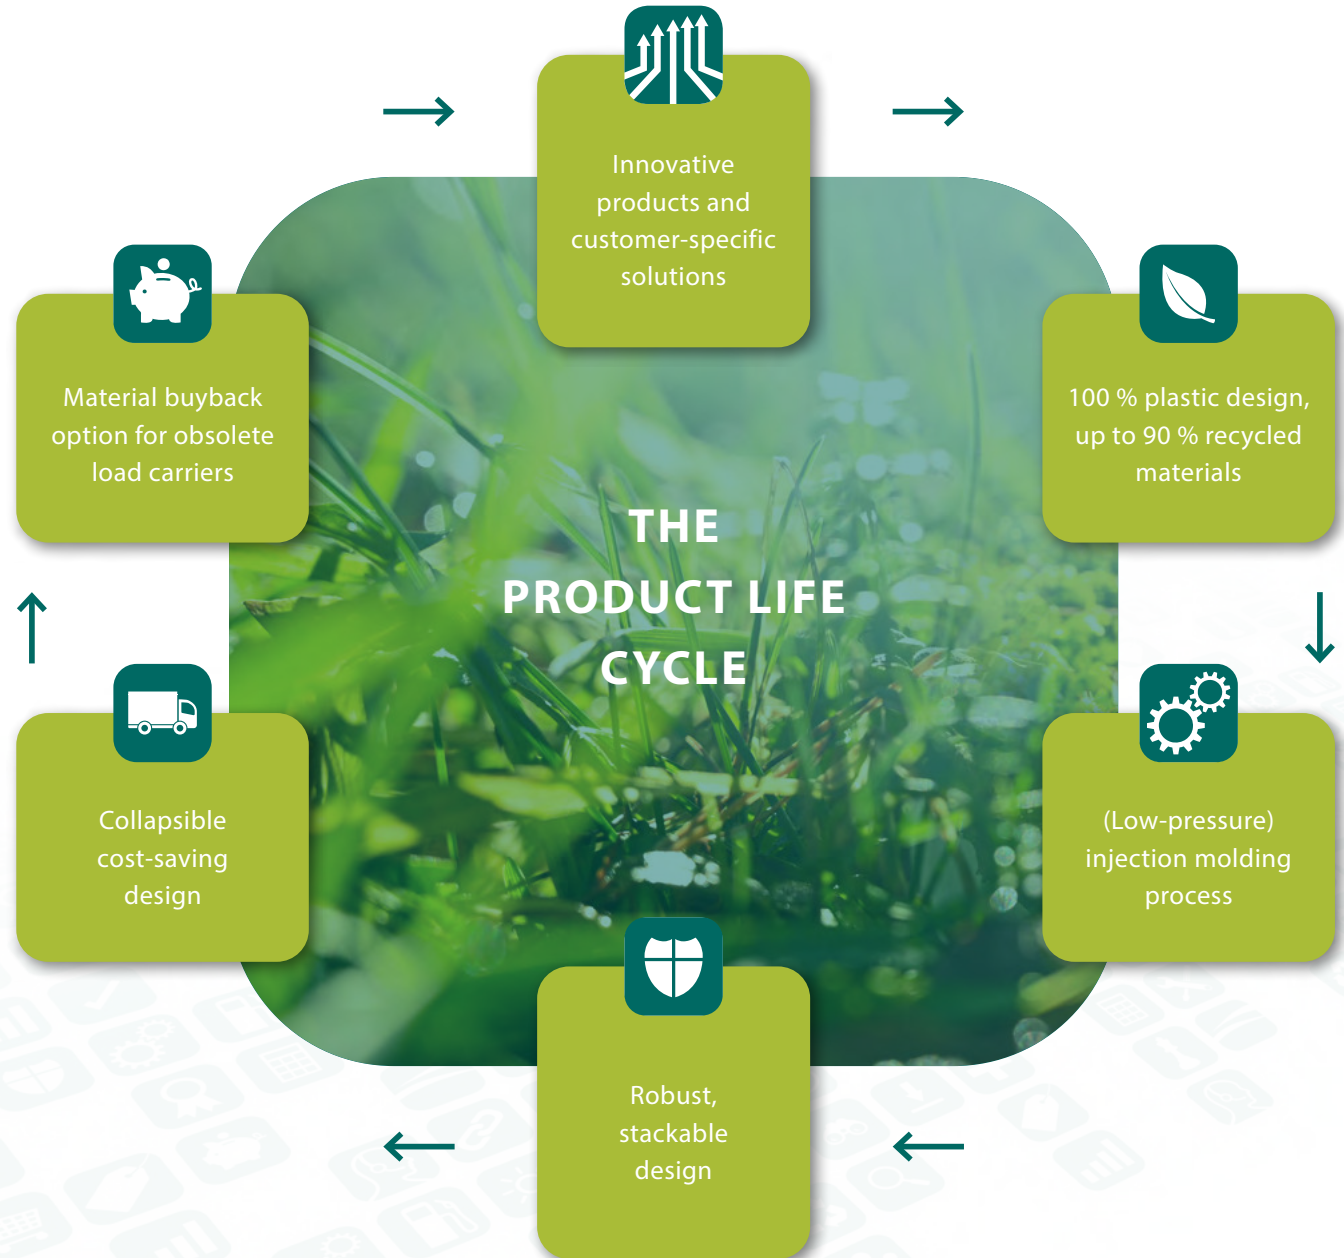 Innovative
products and
customer-specific
solutions
Material buyback
option for obsolete
load carriers
100 % plastic design,
up to 90 % recycled
materials
THE
PRODUCT LIFE
CYCLE
Collapsible
cost-saving
design
(Low-pressure)
injection molding
process
Robust,
stackable
design